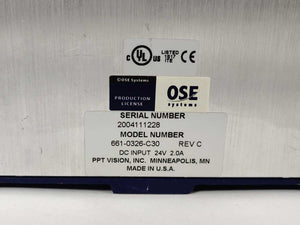 c UL us LISTED
©OSE Systems
PRODUCTION
LICENSE
OSE
systems
SERIAL NUMBER
2004111228
MODEL NUMBER
661-0326-C30 REV C
DC INPUT 24V 2.0A
PPT VISION, INC. MINNEAPOLIS, MN
MADE IN U.S.A.